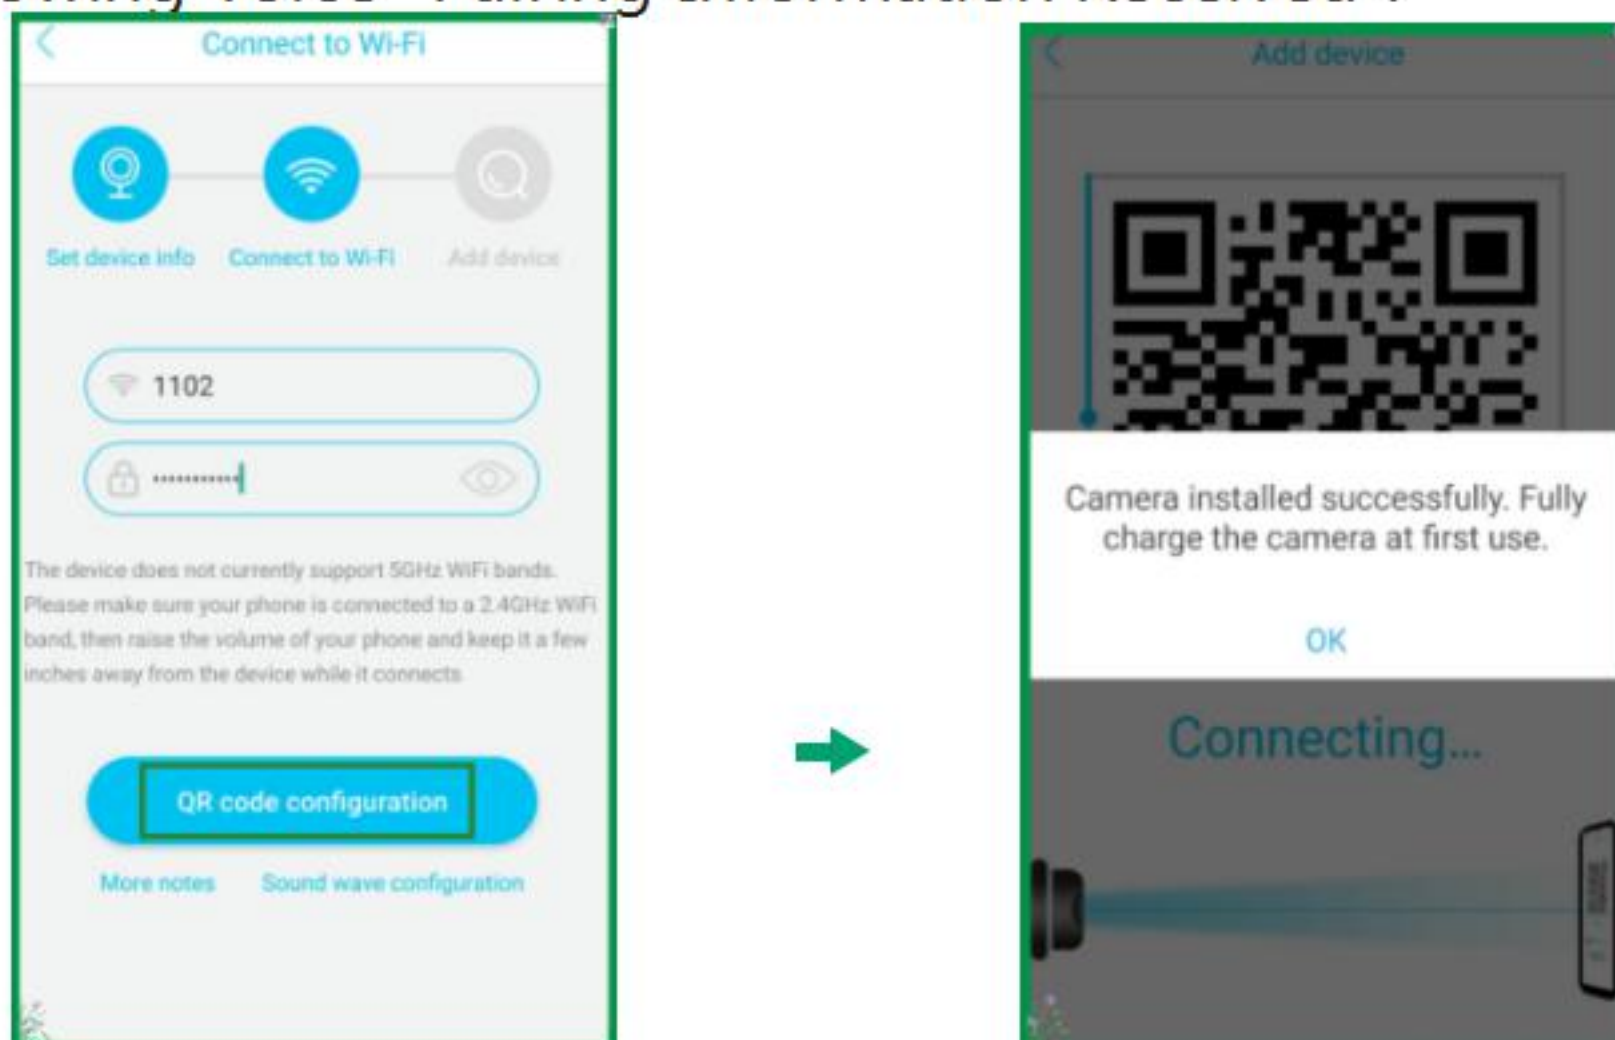 Connect to Wi-Fi
Set device info
Connect to Wi-Fi
Add device
1102
The device does not currently support 5GHz WiFi bands.
Please make sure your phone is connected to a 2.4GHz WiFi
band, then raise the volume of your phone and keep it a few
inches away from the device while it connects.
QR code configuration
More notes
Sound wave configuration
Add device
Camera installed successfully. Fully
charge the camera at first use.
OK
Connecting...